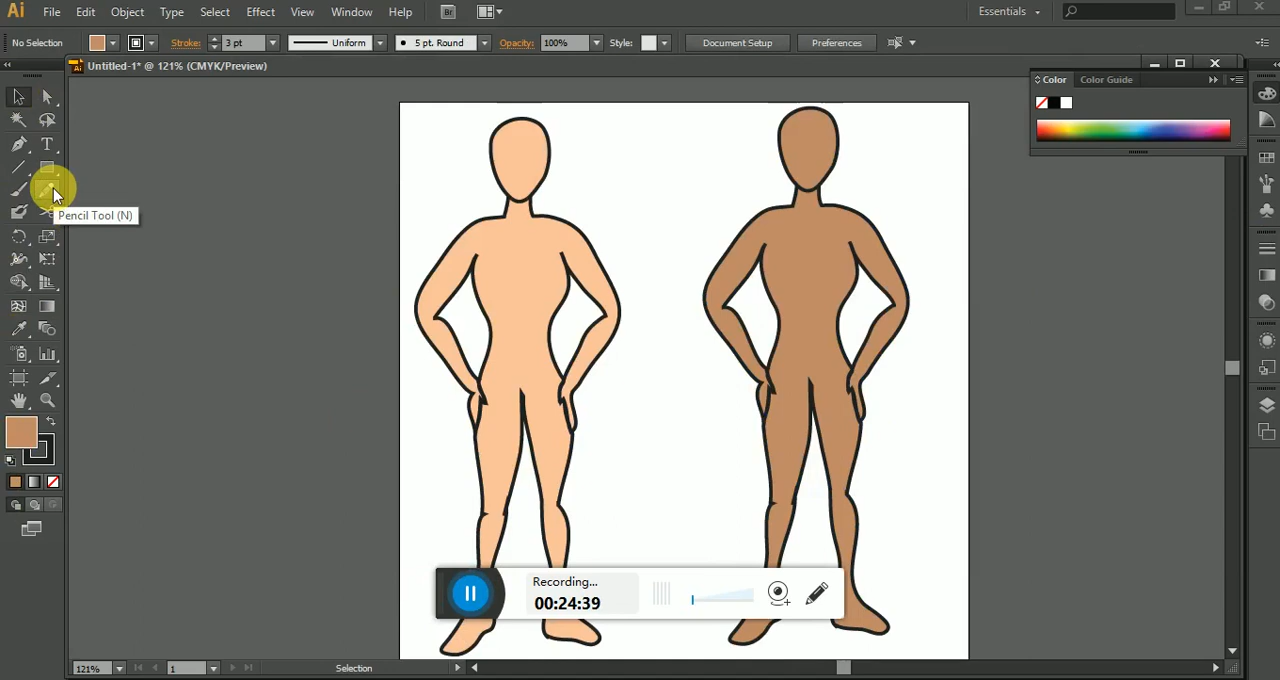 Ai File Edit Object Type Select Effect View Window Help Br Essentials
No Selection Stroke: 3 pt Uniform 5 pt. Round Opacity: 100% Style: Document Setup Preferences
Untitled-1* @ 121% (CMYK/Preview)
Color Color Guide
T
Pencil Tool (N)
Recording...
00:24:39
121% 1 Selection